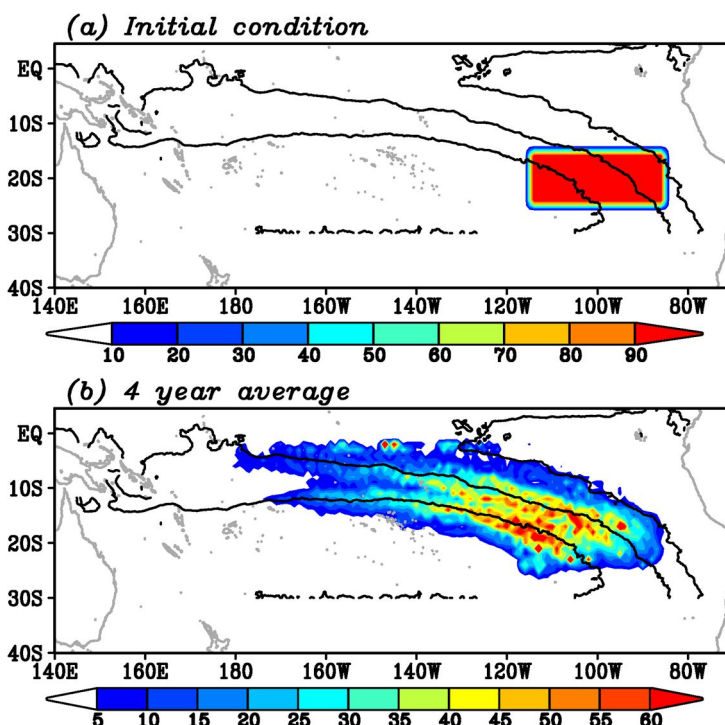 (a) Initial condition
EQ
10S
20S
30S
40S
140E 160E 180 160W 140W 120W 100W 80W
10 20 30 40 50 60 70 80 90
(b) 4 year average
EQ
10S
20S
30S
40S
140E 160E 180 160W 140W 120W 100W 80W
5 10 15 20 25 30 35 40 45 50 55 60